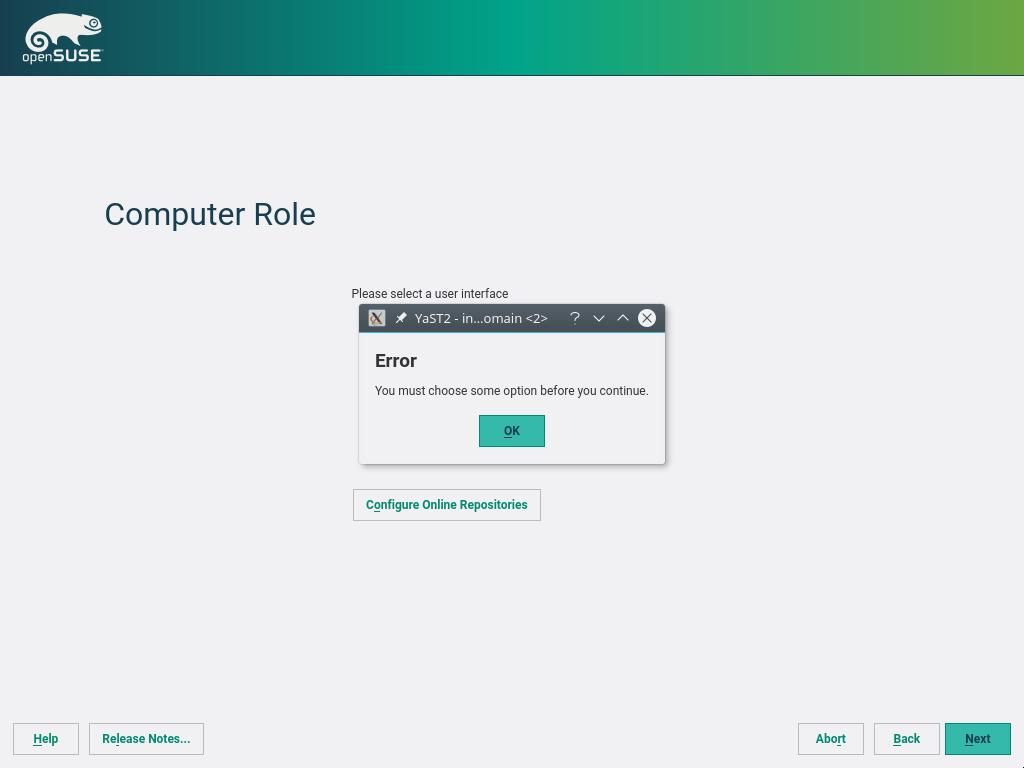 openSUSE
Computer Role
Please select a user interface
YaST2 - in...omain <2>
Error
You must choose some option before you continue.
OK
Configure Online Repositories
Help
Release Notes...
Abort
Back
Next